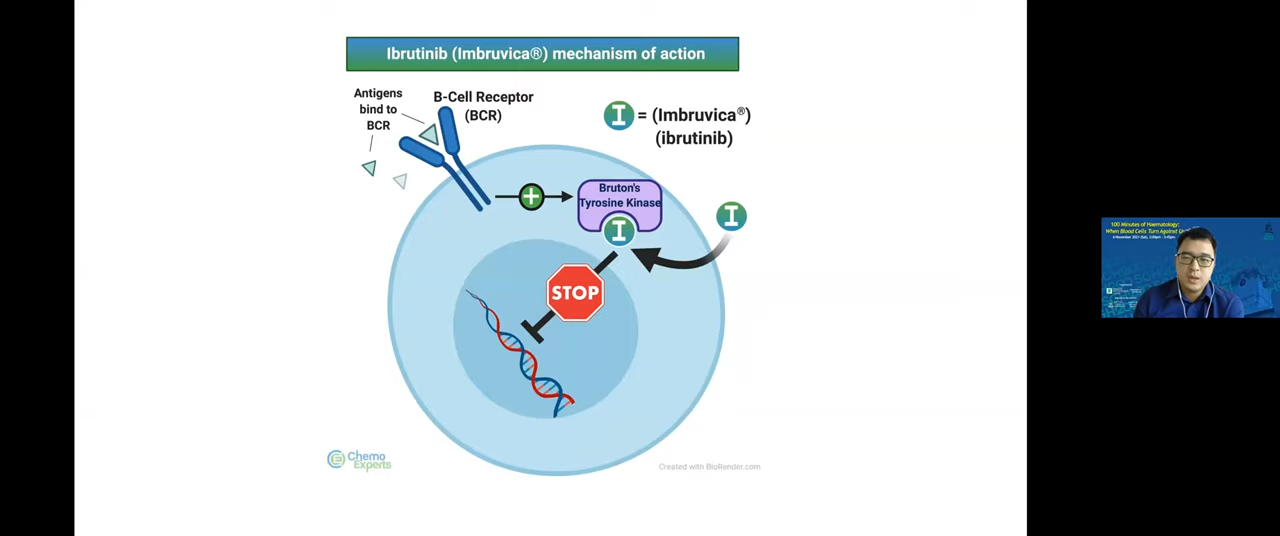 Ibrutinib (Imbruvica®) mechanism of action
Antigens
bind to
BCR
B-Cell Receptor
(BCR)
I = (Imbruvica®)
(ibrutinib)
Bruton's
Tyrosine Kinase
I
I
STOP
Chemo
Experts
Created with BioRender.com
100 Minutes of Haematology:
When Blood Cells Turn Against